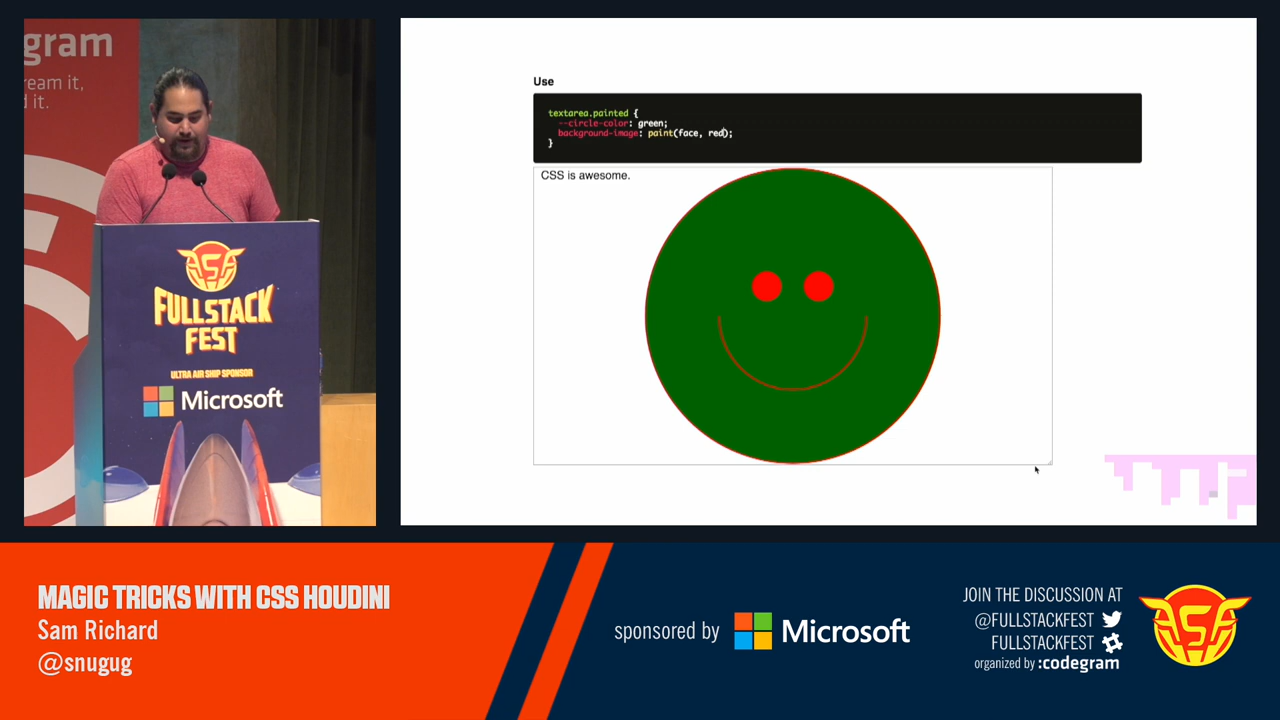 gram
ream it,
d it.
FULLSTACK
FEST
ULTRA AIR SHIP SPONSOR
Microsoft
Use
textarea.painted {
--circle-color: green;
background-image: paint(face, red);
}
CSS is awesome.
MAGIC TRICKS WITH CSS HOUDINI
Sam Richard
@snugug
sponsored by Microsoft
JOIN THE DISCUSSION AT
@FULLSTACKFEST
FULLSTACKFEST
organized by :codegram